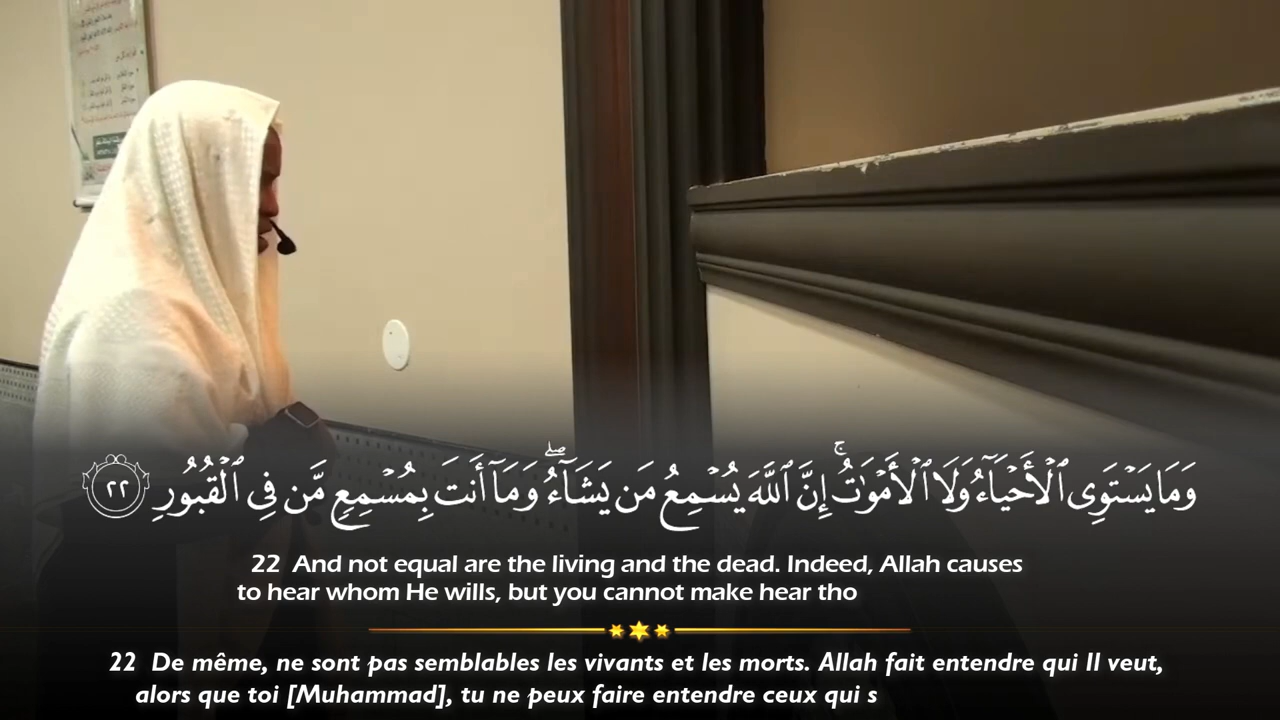 وَمَا يَسْتَوِى ٱلْأَحْيَآءُ وَلَا ٱلْأَمْوَٰتُ ۚ إِنَّ ٱللَّهَ يُسْمِعُ مَن يَشَآءُ ۖ وَمَآ أَنتَ بِمُسْمِعٍ مَّن فِى ٱلْقُبُورِ ٢٢
22 And not equal are the living and the dead. Indeed, Allah causes
to hear whom He wills, but you cannot make hear tho
22 De même, ne sont pas semblables les vivants et les morts. Allah fait entendre qui Il veut,
alors que toi [Muhammad], tu ne peux faire entendre ceux qui s